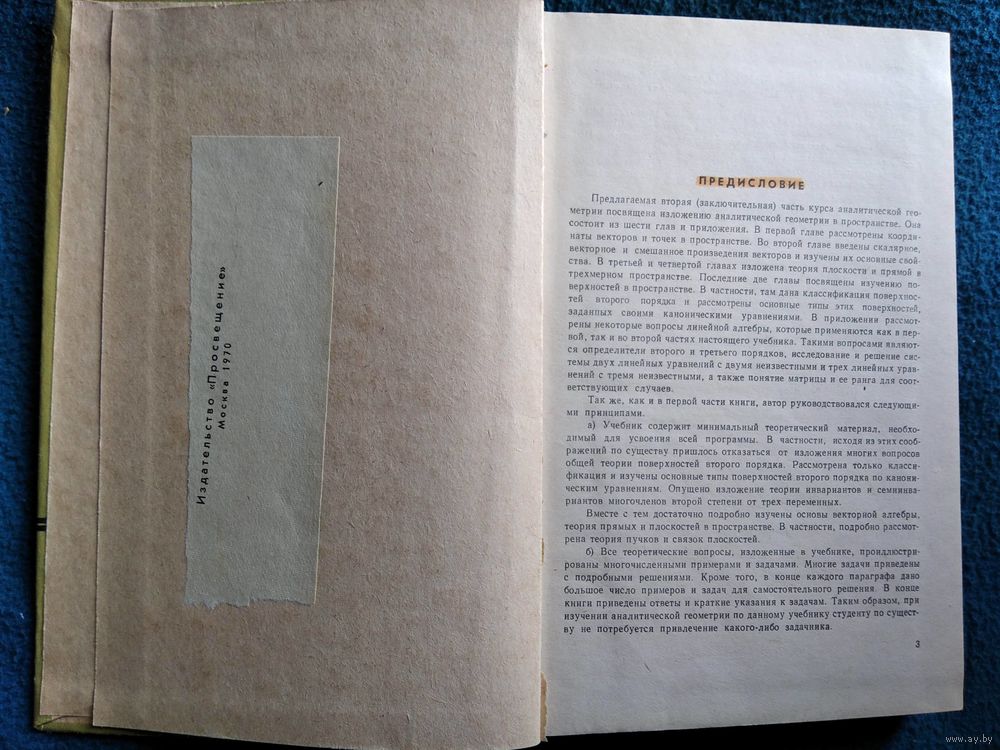 Издательство «Просвещение»
Москва 1970
ПРЕДИСЛОВИЕ
Предлагаемая вторая (заключительная) часть курса аналитической гео-
метрии посвящена изложению аналитической геометрии в пространстве. Она
состоит из шести глав и приложения. В первой главе рассмотрены коорди-
наты векторов и точек в пространстве. Во второй главе введены скалярное,
векторное и смешанное произведения векторов и изучены их основные свой-
ства. В третьей и четвертой главах изложена теория плоскости и прямой в
трехмерном пространстве. Последние две главы посвящены изучению по-
верхностей в пространстве. В частности, там дана классификация поверхнос-
тей второго порядка и рассмотрены основные типы этих поверхностей,
заданных своими каноническими уравнениями. В приложении рассмот-
рены некоторые вопросы линейной алгебры, которые применяются как в пер-
вой, так и во второй частях настоящего учебника. Такими вопросами являют-
ся определители второго и третьего порядков, исследование и решение сис-
темы двух линейных уравнений с двумя неизвестными и трех линейных урав-
нений с тремя неизвестными, а также понятие матрицы и ее ранга для соот-
ветствующих случаев.
Так же, как и в первой части книги, автор руководствовался следующи-
ми принципами.
а) Учебник содержит минимальный теоретический материал, необхо-
димый для усвоения всей программы. В частности, исходя из этих сооб-
ражений по существу пришлось отказаться от изложения многих вопросов
общей теории поверхностей второго порядка. Рассмотрена только класси-
фикация и изучены основные типы поверхностей второго порядка по канони-
ческим уравнениям. Опущено изложение теории инвариантов и семиинва-
риантов многочленов второй степени от трех переменных.
Вместе с тем достаточно подробно изучены основы векторной алгебры,
теория прямых и плоскостей в пространстве. В частности, подробно рассмот-
рена теория пучков и связок плоскостей.
б) Все теоретические вопросы, изложенные в учебнике, проиллюстри-
рованы многочисленными примерами и задачами. Многие задачи приведены
с подробными решениями. Кроме того, в конце каждого параграфа дано
большое число примеров и задач для самостоятельного решения. В конце
книги приведены ответы и краткие указания к задачам. Таким образом, при
изучении аналитической геометрии по данному учебнику студенту по сущест-
ву не потребуется привлечение какого-либо задачника.
3
www.ay.by